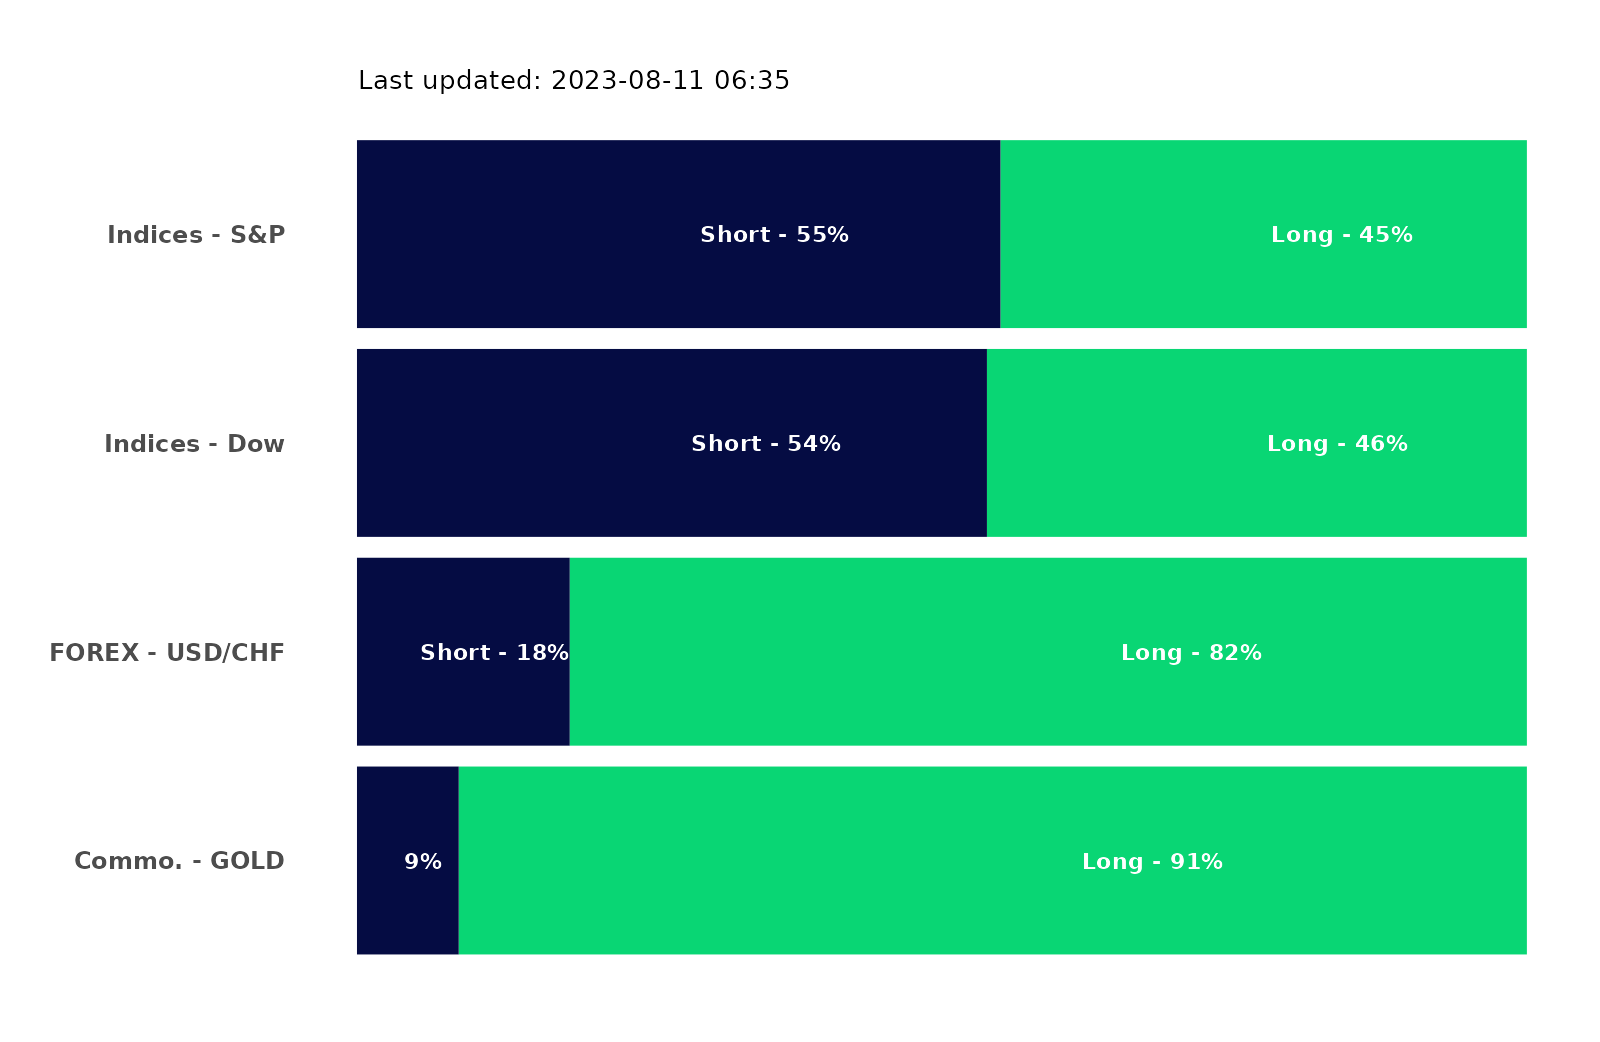 Last updated: 2023-08-11 06:35
Indices - S&P Short - 55% Long - 45%
Indices - Dow Short - 54% Long - 46%
FOREX - USD/CHF Short - 18% Long - 82%
Commo. - GOLD 9% Long - 91%